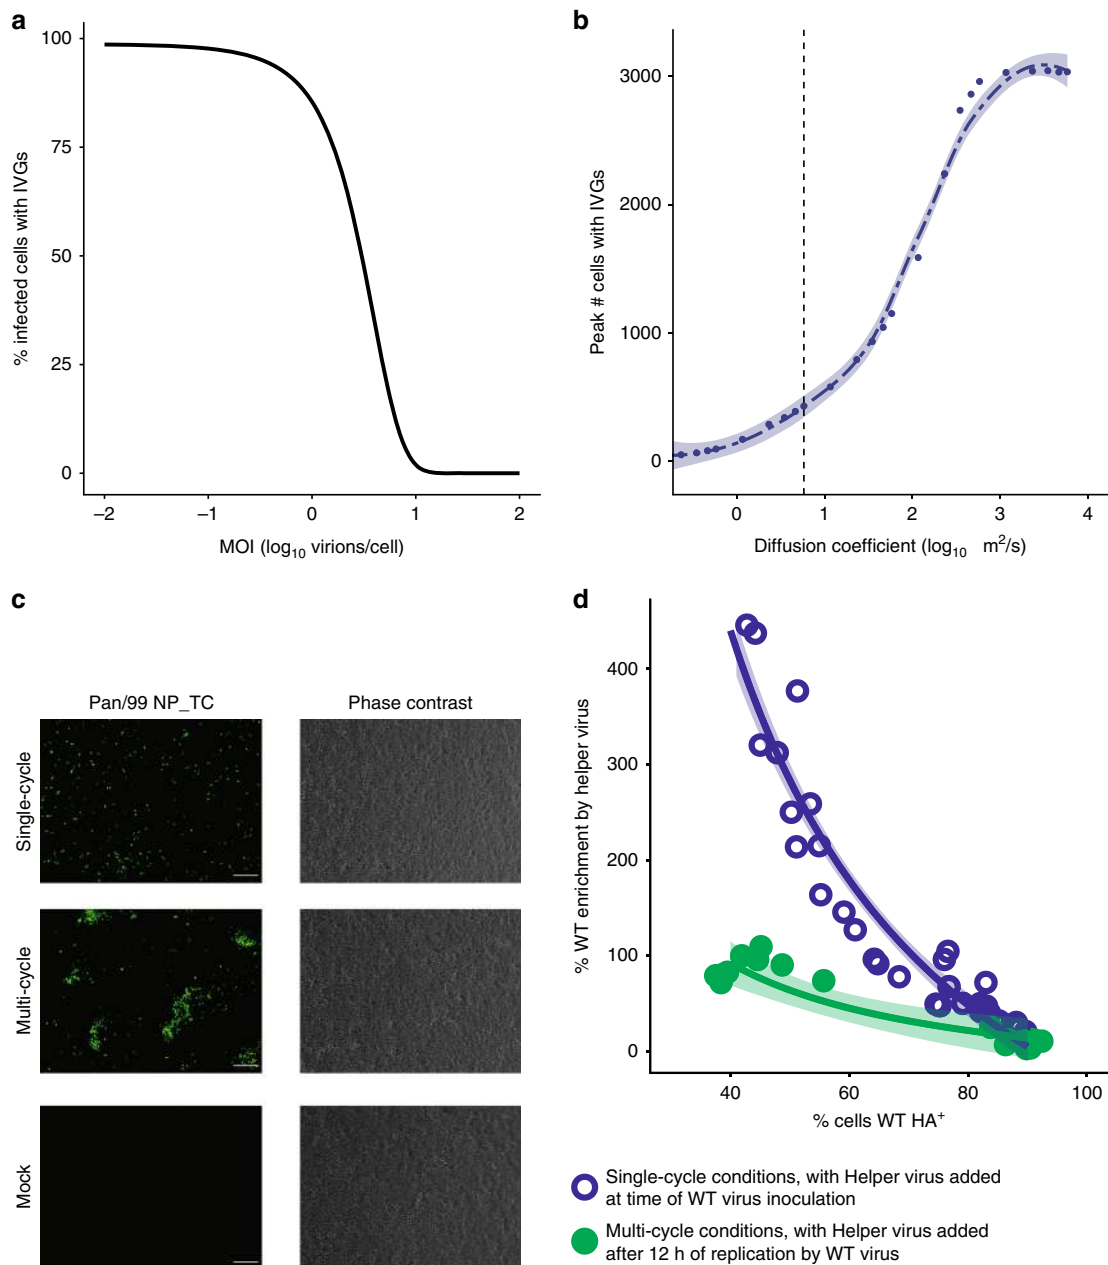 a
% infected cells with IVGs
100
75
50
25
0
−2
−1
0
1
2
MOI (log10 virions/cell)
b
Peak # cells with IVGs
3000
2000
1000
0
0
1
2
3
4
Diffusion coefficient (log10 m2/s)
c
Pan/99 NP_TC
Phase contrast
Single-cycle
Multi-cycle
Mock
d
% WT enrichment by helper virus
400
300
200
100
0
40
60
80
100
% cells WT HA+
Single-cycle conditions, with Helper virus added
at time of WT virus inoculation
Multi-cycle conditions, with Helper virus added
after 12 h of replication by WT virus